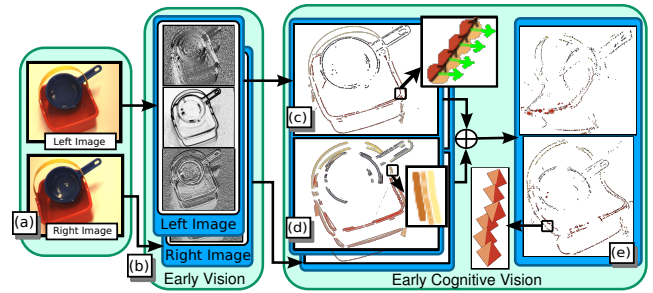 (a)
Left Image
Right Image
(b)
Left Image
Right Image
Early Vision
(c)
(d)
(e)
Early Cognitive Vision